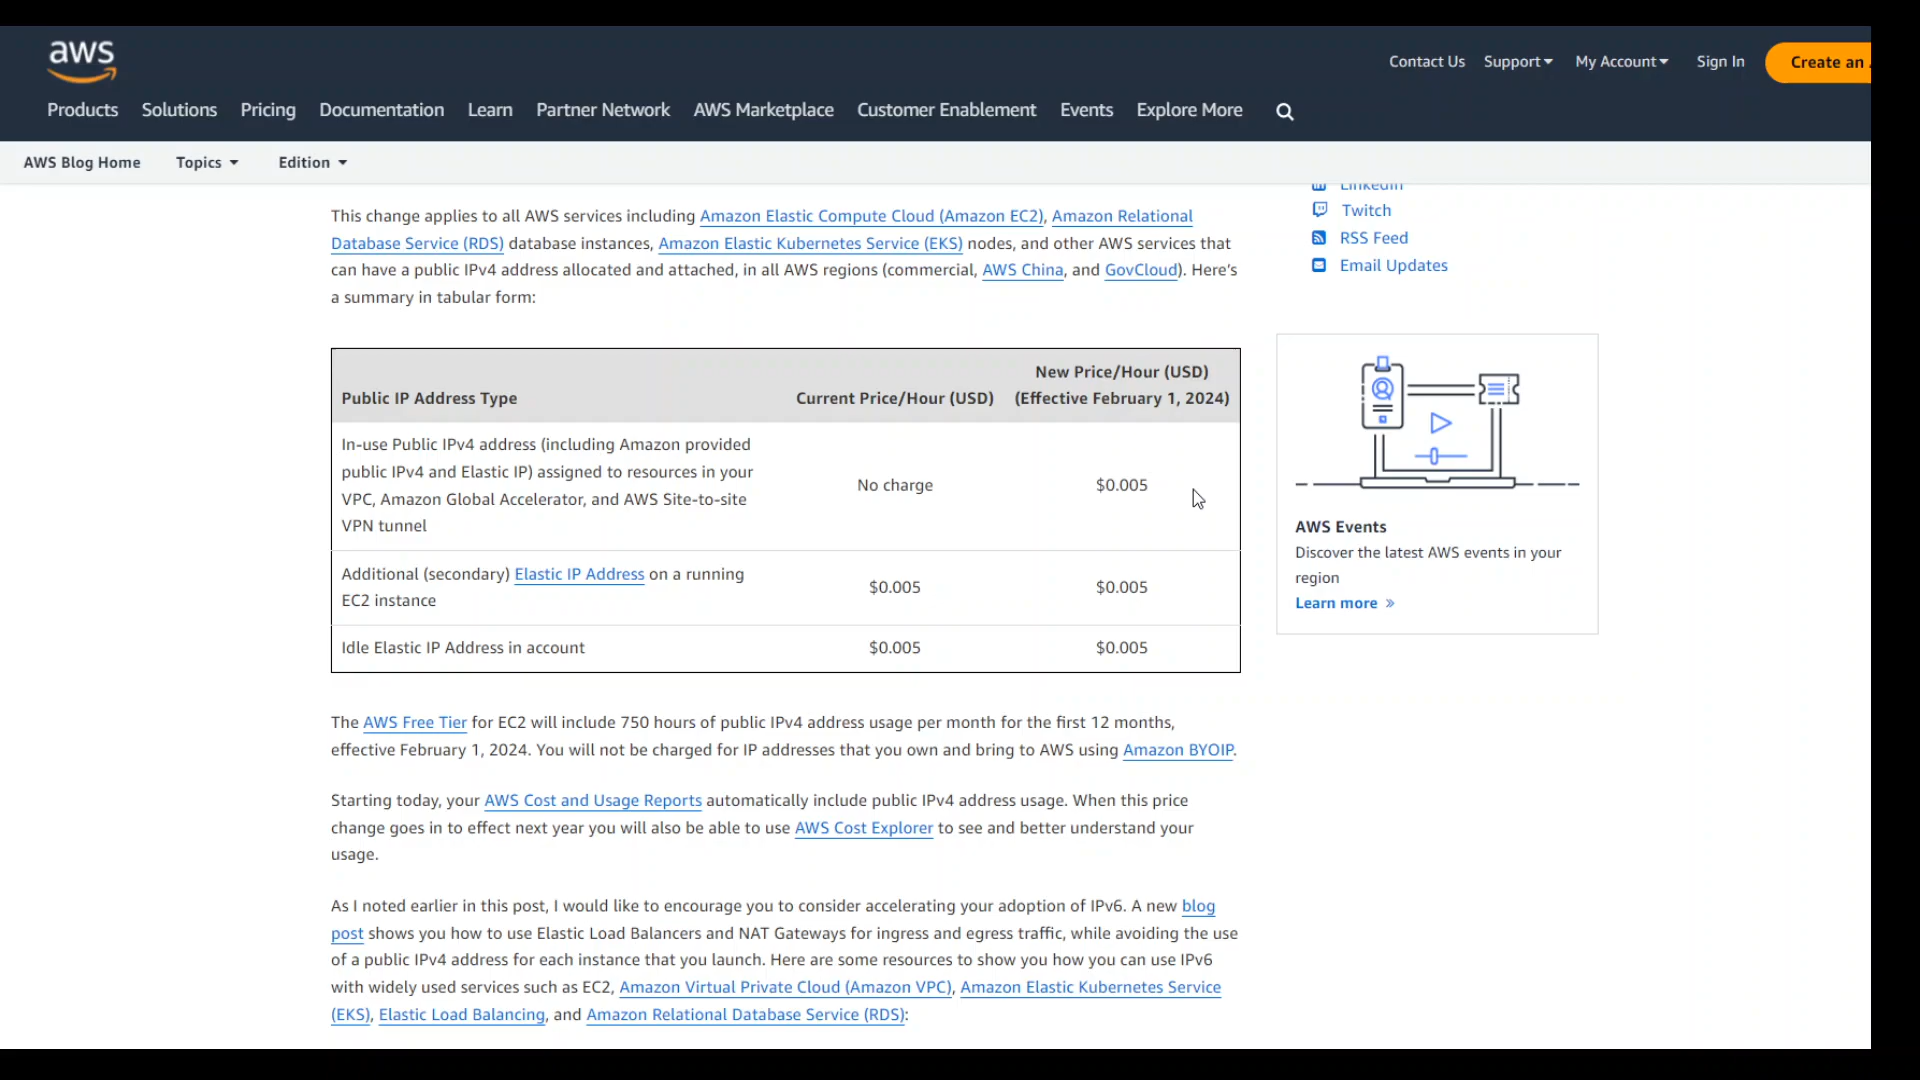 aws
Contact Us Support My Account Sign In Create an
Products Solutions Pricing Documentation Learn Partner Network AWS Marketplace Customer Enablement Events Explore More
AWS Blog Home Topics Edition
This change applies to all AWS services including Amazon Elastic Compute Cloud (Amazon EC2), Amazon Relational
Database Service (RDS) database instances, Amazon Elastic Kubernetes Service (EKS) nodes, and other AWS services that
can have a public IPv4 address allocated and attached, in all AWS regions (commercial, AWS China, and GovCloud). Here's
a summary in tabular form:
Public IP Address Type Current Price/Hour (USD) New Price/Hour (USD)
(Effective February 1, 2024)
In-use Public IPv4 address (including Amazon provided
public IPv4 and Elastic IP) assigned to resources in your
VPC, Amazon Global Accelerator, and AWS Site-to-site
VPN tunnel
No charge $0.005
Additional (secondary) Elastic IP Address on a running
EC2 instance
$0.005 $0.005
Idle Elastic IP Address in account $0.005 $0.005
The AWS Free Tier for EC2 will include 750 hours of public IPv4 address usage per month for the first 12 months,
effective February 1, 2024. You will not be charged for IP addresses that you own and bring to AWS using Amazon BYOIP.
Starting today, your AWS Cost and Usage Reports automatically include public IPv4 address usage. When this price
change goes in to effect next year you will also be able to use AWS Cost Explorer to see and better understand your
usage.
As I noted earlier in this post, I would like to encourage you to consider accelerating your adoption of IPv6. A new blog
post shows you how to use Elastic Load Balancers and NAT Gateways for ingress and egress traffic, while avoiding the use
of a public IPv4 address for each instance that you launch. Here are some resources to show you how you can use IPv6
with widely used services such as EC2, Amazon Virtual Private Cloud (Amazon VPC), Amazon Elastic Kubernetes Service
(EKS), Elastic Load Balancing, and Amazon Relational Database Service (RDS):
LinkedIn
Twitch
RSS Feed
Email Updates
AWS Events
Discover the latest AWS events in your
region
Learn more »